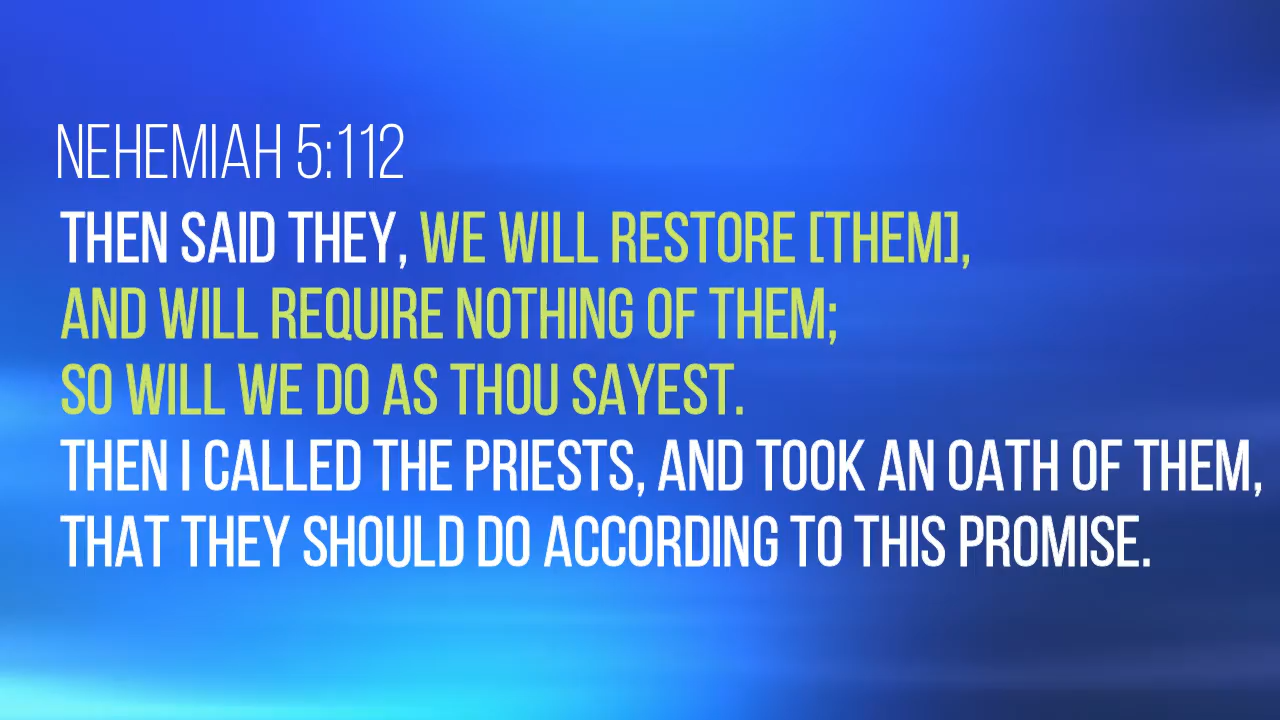 NEHEMIAH 5:112
THEN SAID THEY, WE WILL RESTORE [THEM],
AND WILL REQUIRE NOTHING OF THEM;
SO WILL WE DO AS THOU SAYEST.
THEN I CALLED THE PRIESTS, AND TOOK AN OATH OF THEM,
THAT THEY SHOULD DO ACCORDING TO THIS PROMISE.